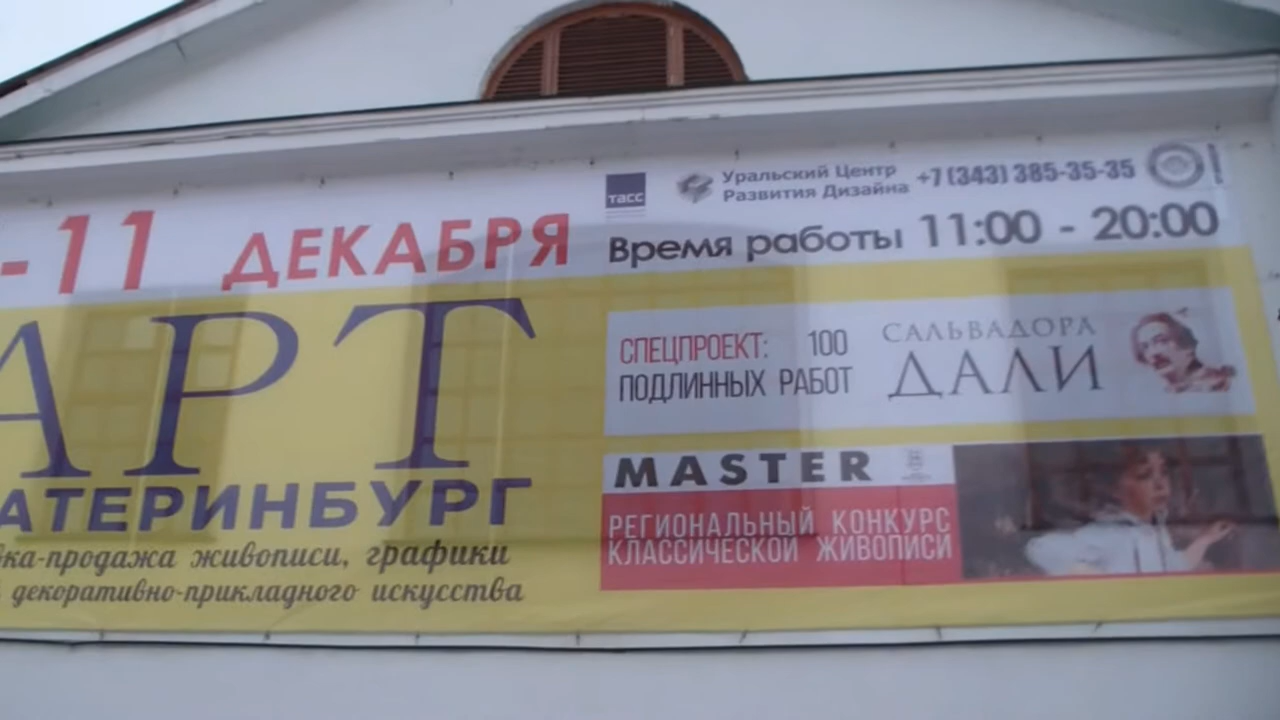 -11 ДЕКАБРЯ
тасс
Уральский Центр
Развития Дизайна
+7 (343) 385-35-35
Время работы 11:00 - 20:00
АРТ
АТЕРИНБУРГ
ка-продажа живописи, графики
декоративно-прикладного искусства
СПЕЦПРОЕКТ: 100
ПОДЛИННЫХ РАБОТ
САЛЬВАДОРА
ДАЛИ
MASTER
РЕГИОНАЛЬНЫЙ КОНКУРС
КЛАССИЧЕСКОЙ ЖИВОПИСИ